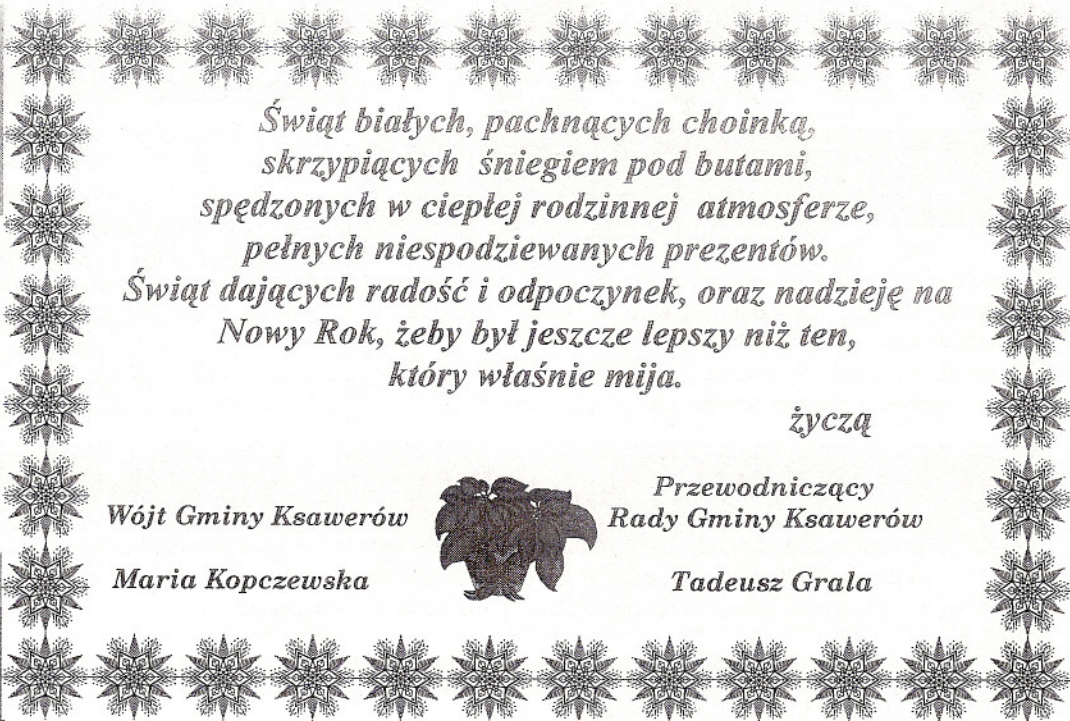 Świąt białych, pachnących choinką,
skrzypiących śniegiem pod butami,
spędzonych w ciepłej rodzinnej atmosferze,
pełnych niespodziewanych prezentów.
Świąt dających radość i odpoczynek, oraz nadzieję na
Nowy Rok, żeby był jeszcze lepszy niż ten,
który właśnie mija.
życzą
Wójt Gminy Ksawerów
Maria Kopczewska
Przewodniczący
Rady Gminy Ksawerów
Tadeusz Grala